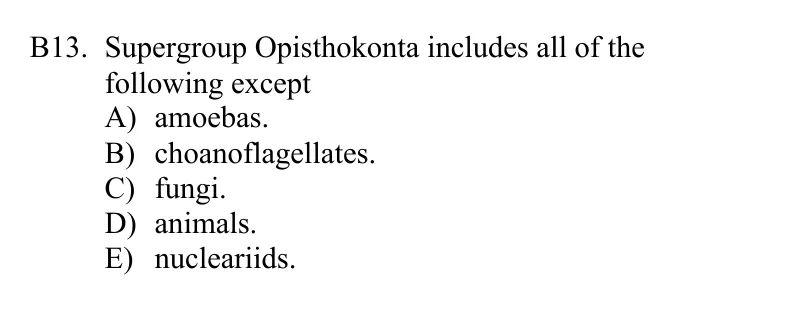 B13. Supergroup Opisthokonta includes all of the
following except
A) amoebas.
B) choanoflagellates.
C) fungi.
D) animals.
E) nucleariids.